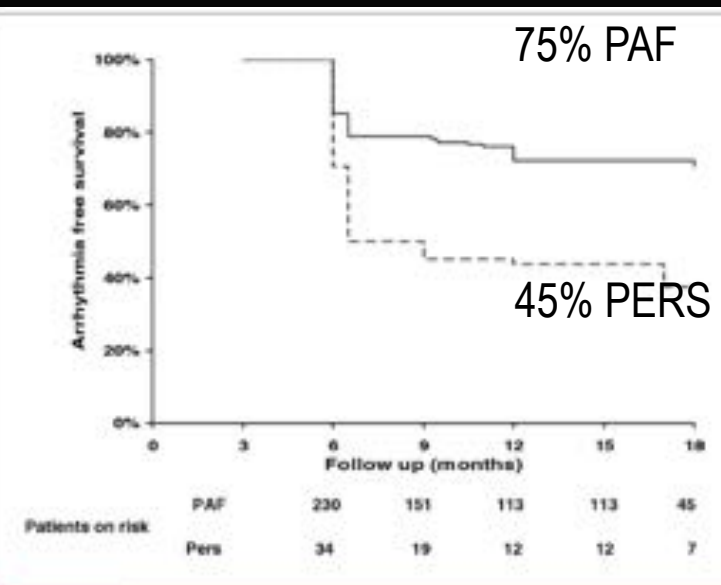 75% PAF
100%
80%
60%
40%
20%
0%
Arrhythmia free survival
45% PERS
0 3 6 9 12 15 18
Follow up (months)
PAF 230 151 113 113 45
Patients on risk
Pers 34 19 12 12 7